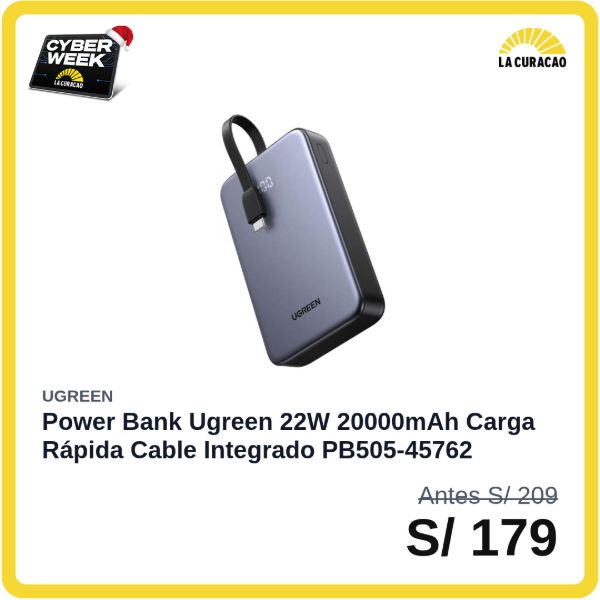 CYBER
WEEK
LA CURACAO
LA CURACAO
UGREEN
UGREEN
Power Bank Ugreen 22W 20000mAh Carga
Rápida Cable Integrado PB505-45762
Antes S/ 209
S/ 179